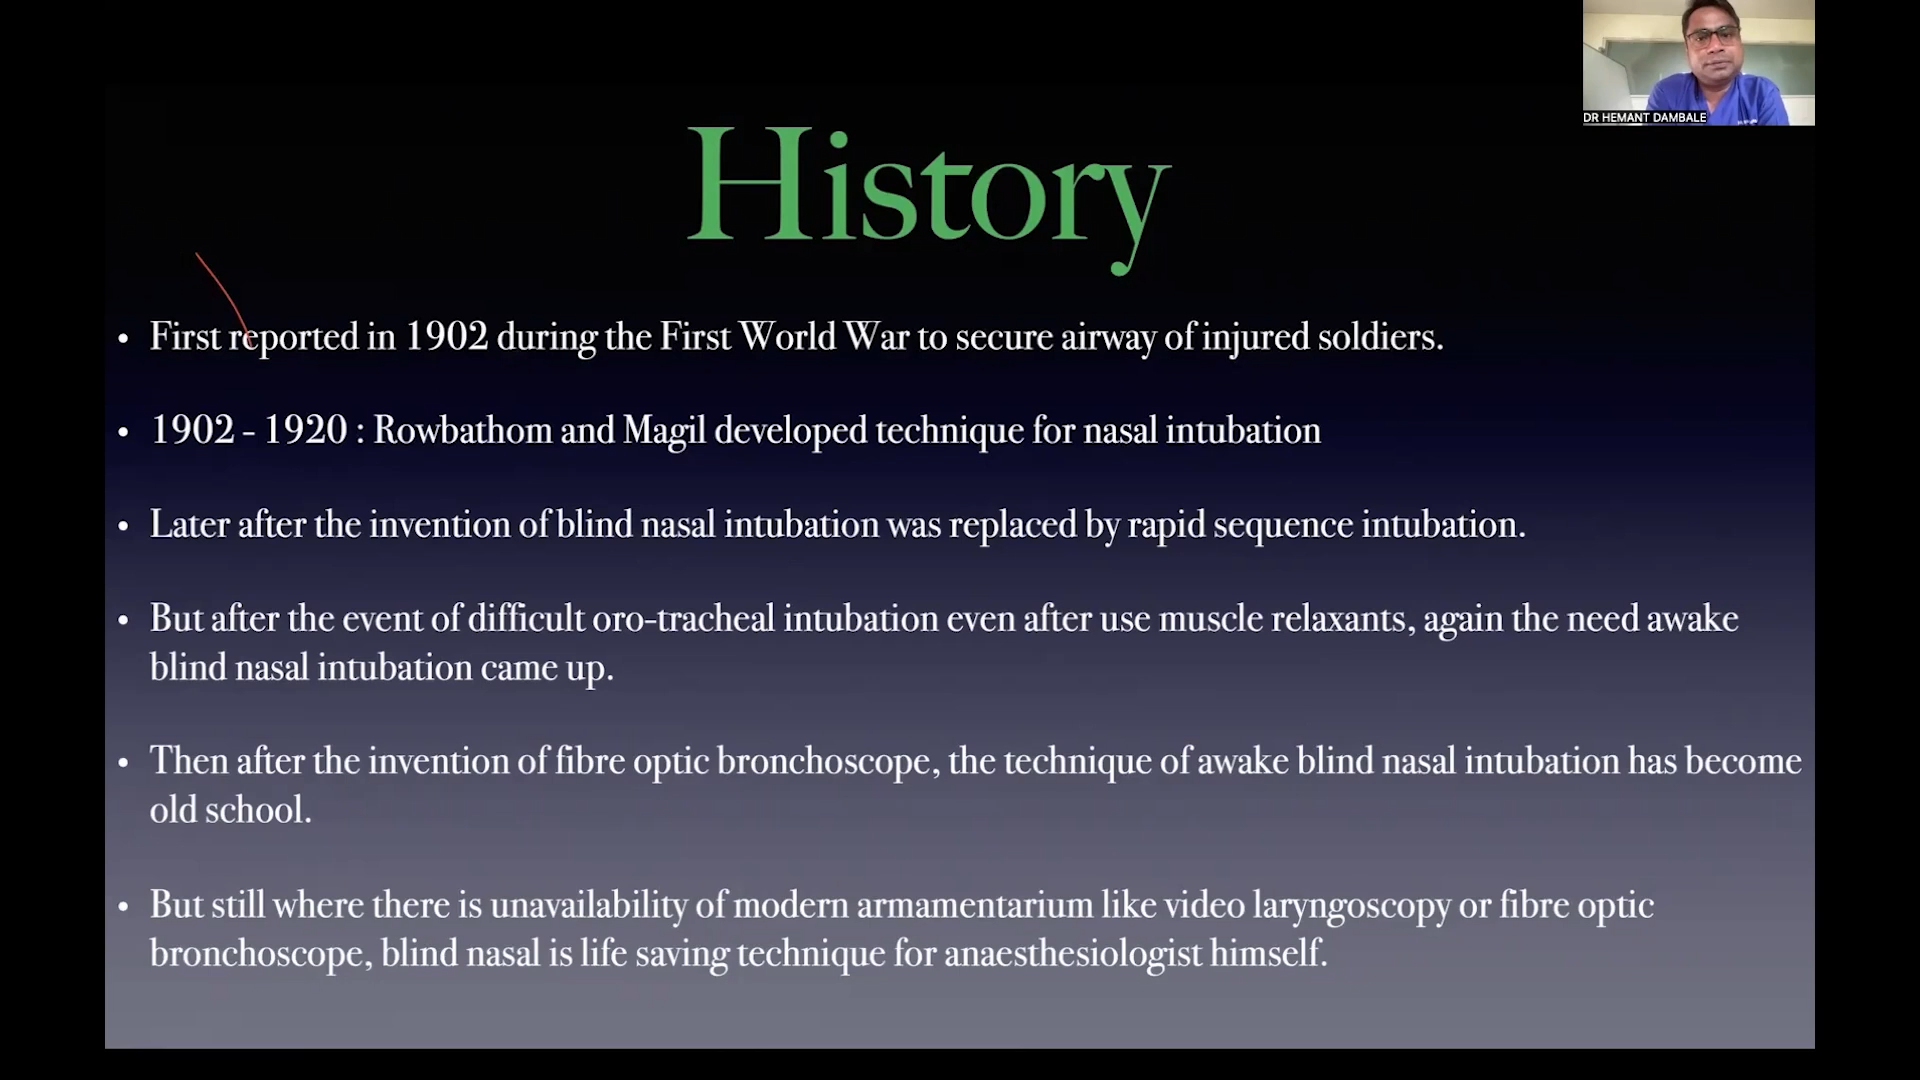 DR HEMANT DAMBALE
History
• First reported in 1902 during the First World War to secure airway of injured soldiers.
• 1902 - 1920 : Rowbathom and Magil developed technique for nasal intubation
• Later after the invention of blind nasal intubation was replaced by rapid sequence intubation.
• But after the event of difficult oro-tracheal intubation even after use muscle relaxants, again the need awake
blind nasal intubation came up.
• Then after the invention of fibre optic bronchoscope, the technique of awake blind nasal intubation has become
old school.
• But still where there is unavailability of modern armamentarium like video laryngoscopy or fibre optic
bronchoscope, blind nasal is life saving technique for anaesthesiologist himself.